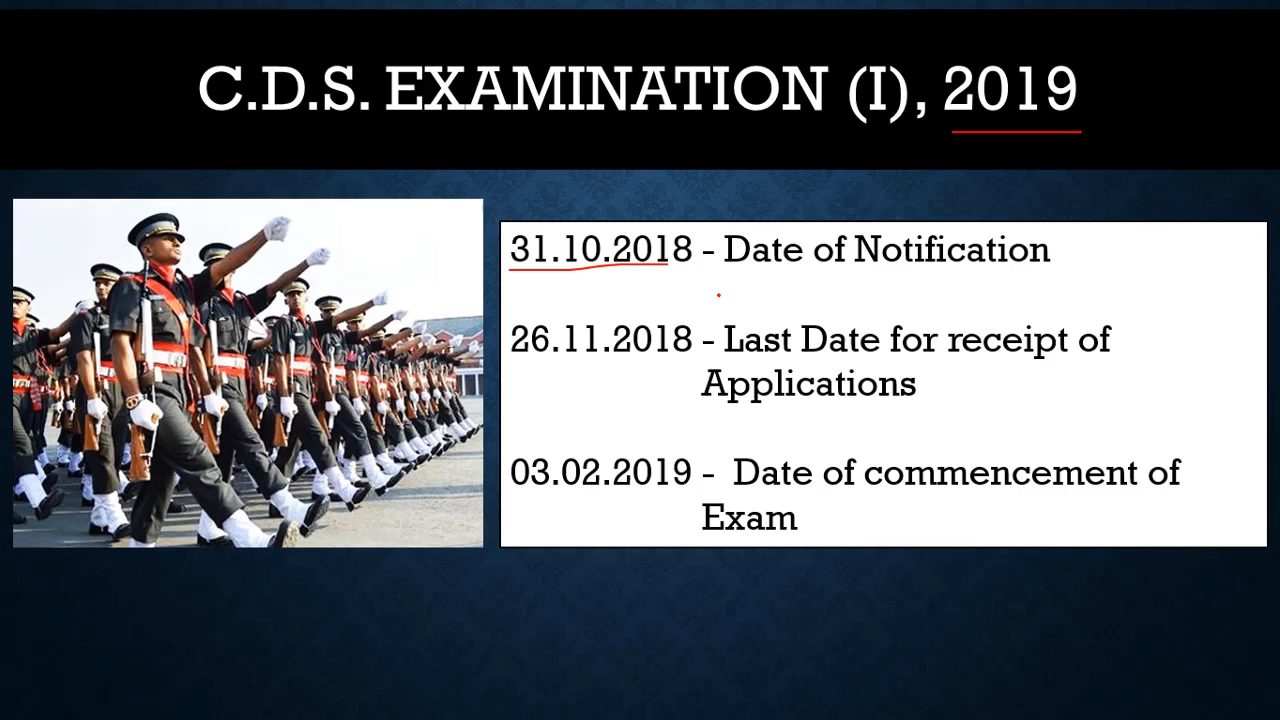 C.D.S. EXAMINATION (I), 2019
31.10.2018 - Date of Notification
26.11.2018 - Last Date for receipt of
Applications
03.02.2019 - Date of commencement of
Exam